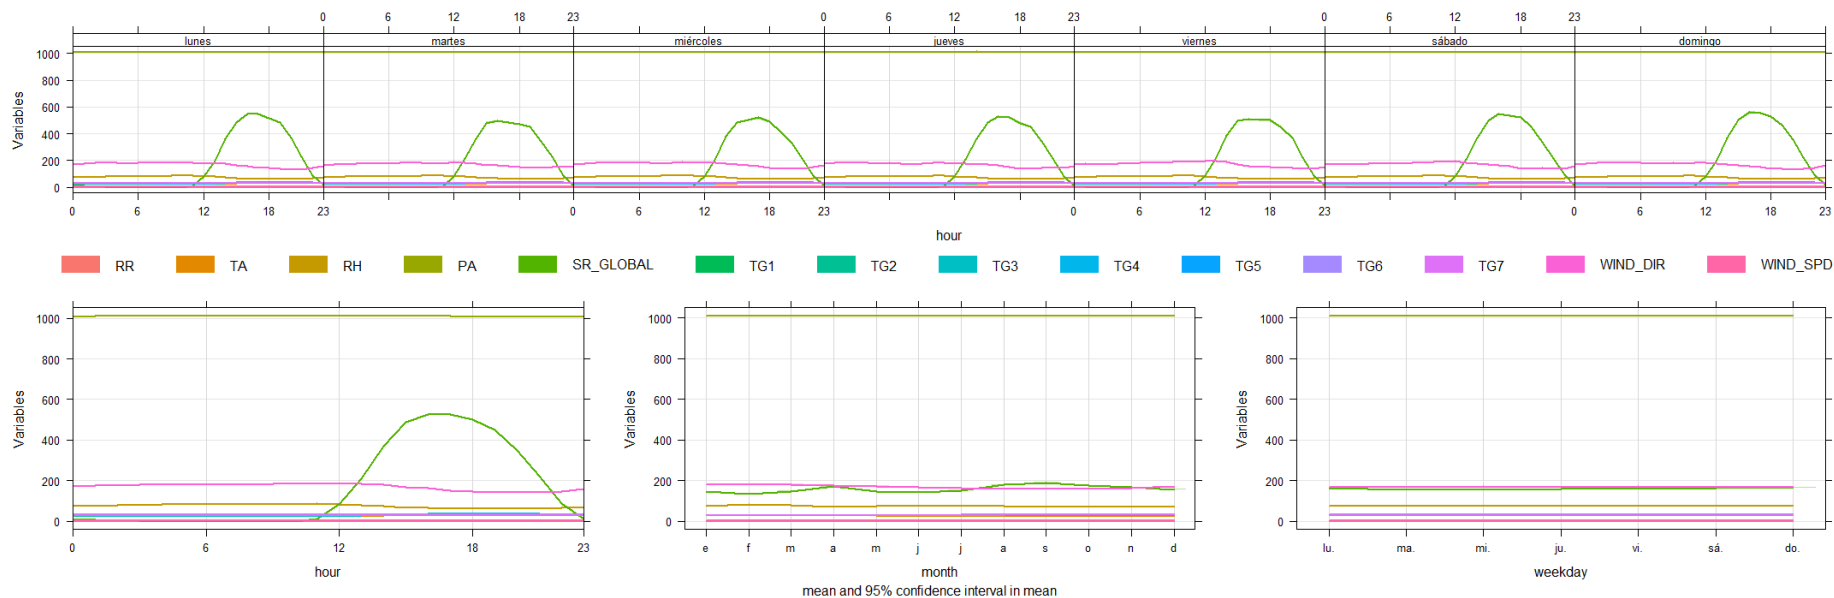 0 6 12 18 23 0 6 12 18 23 0 6 12 18 23
lunes martes miércoles jueves viernes sábado domingo
1000
800
600
400
200
0
Variables
0 6 12 18 23 0 6 12 18 23 0 6 12 18 23 0 6 12 18 23
hour
RR TA RH PA SR_GLOBAL TG1 TG2 TG3 TG4 TG5 TG6 TG7 WIND_DIR WIND_SPD
1000
800
600
400
200
0
Variables
0 6 12 18 23
hour
1000
800
600
400
200
0
Variables
e f m a m j j a s o n d
month
1000
800
600
400
200
0
Variables
lu. ma. mi. ju. vi. sá. do.
weekday
mean and 95% confidence interval in mean